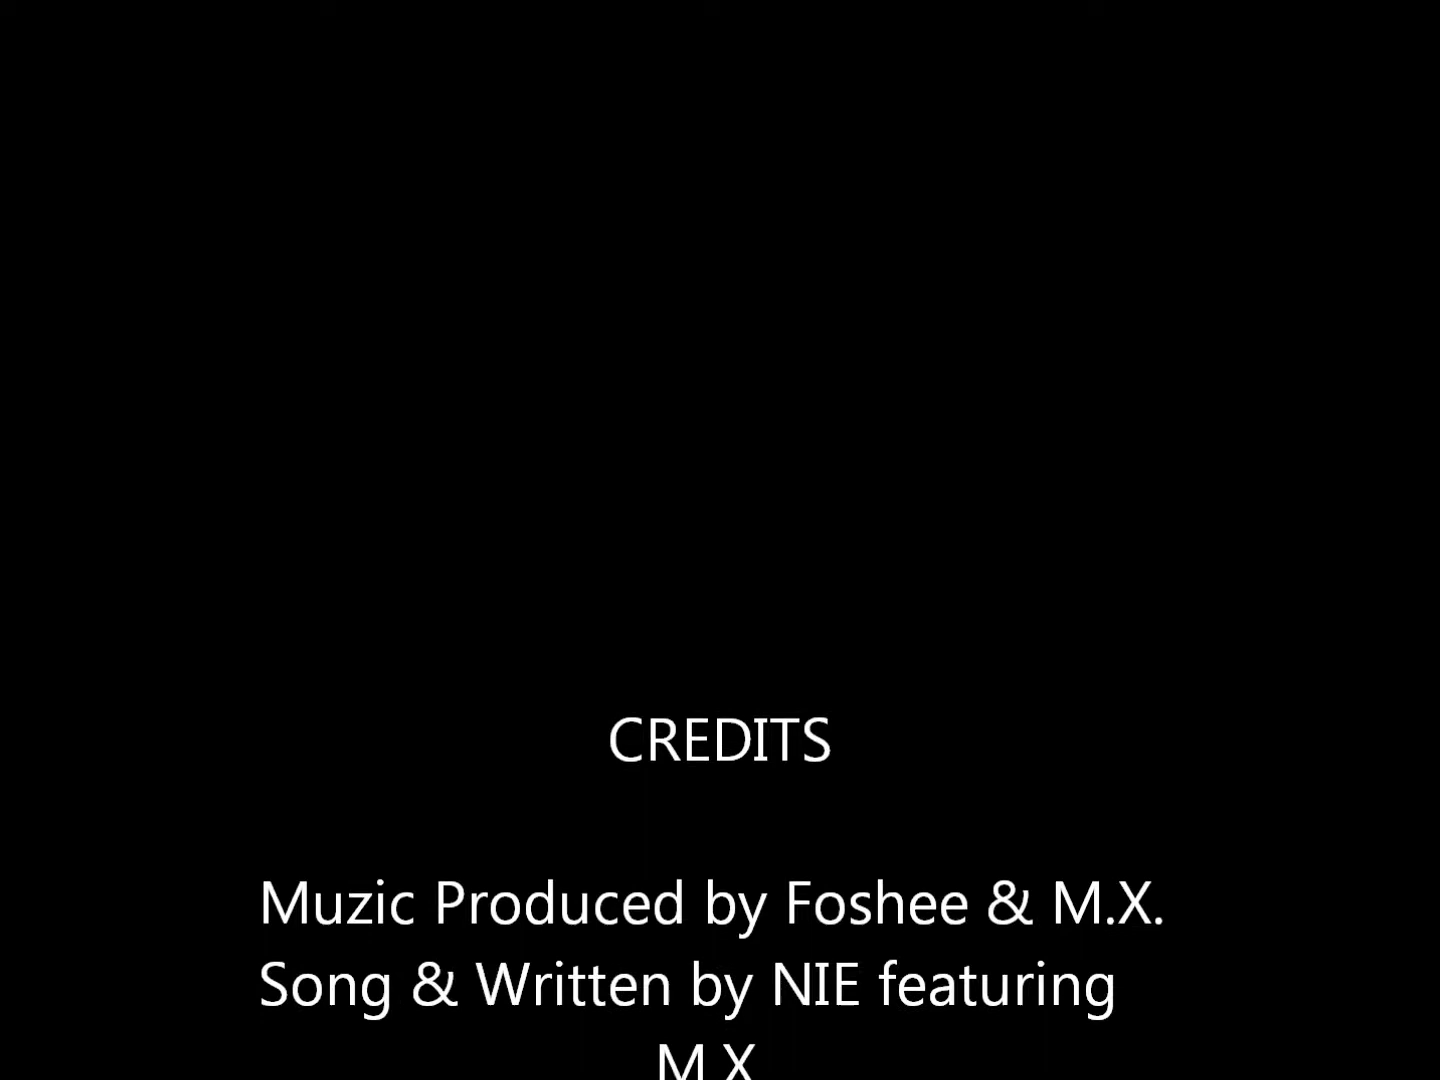 CREDITS
Muzic Produced by Foshee & M.X.
Song & Written by NIE featuring
M.X